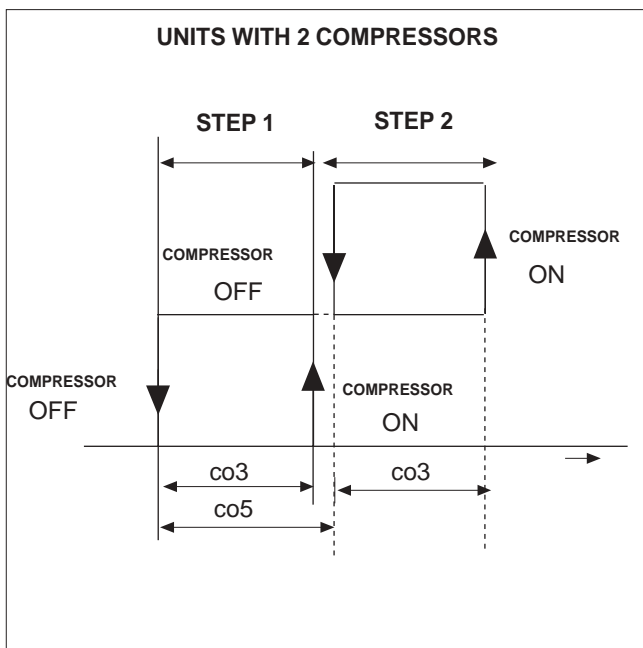 UNITS WITH 2 COMPRESSORS
STEP 1
STEP 2
COMPRESSOR
OFF
COMPRESSOR
ON
COMPRESSOR
OFF
COMPRESSOR
ON
co3
co3
co5